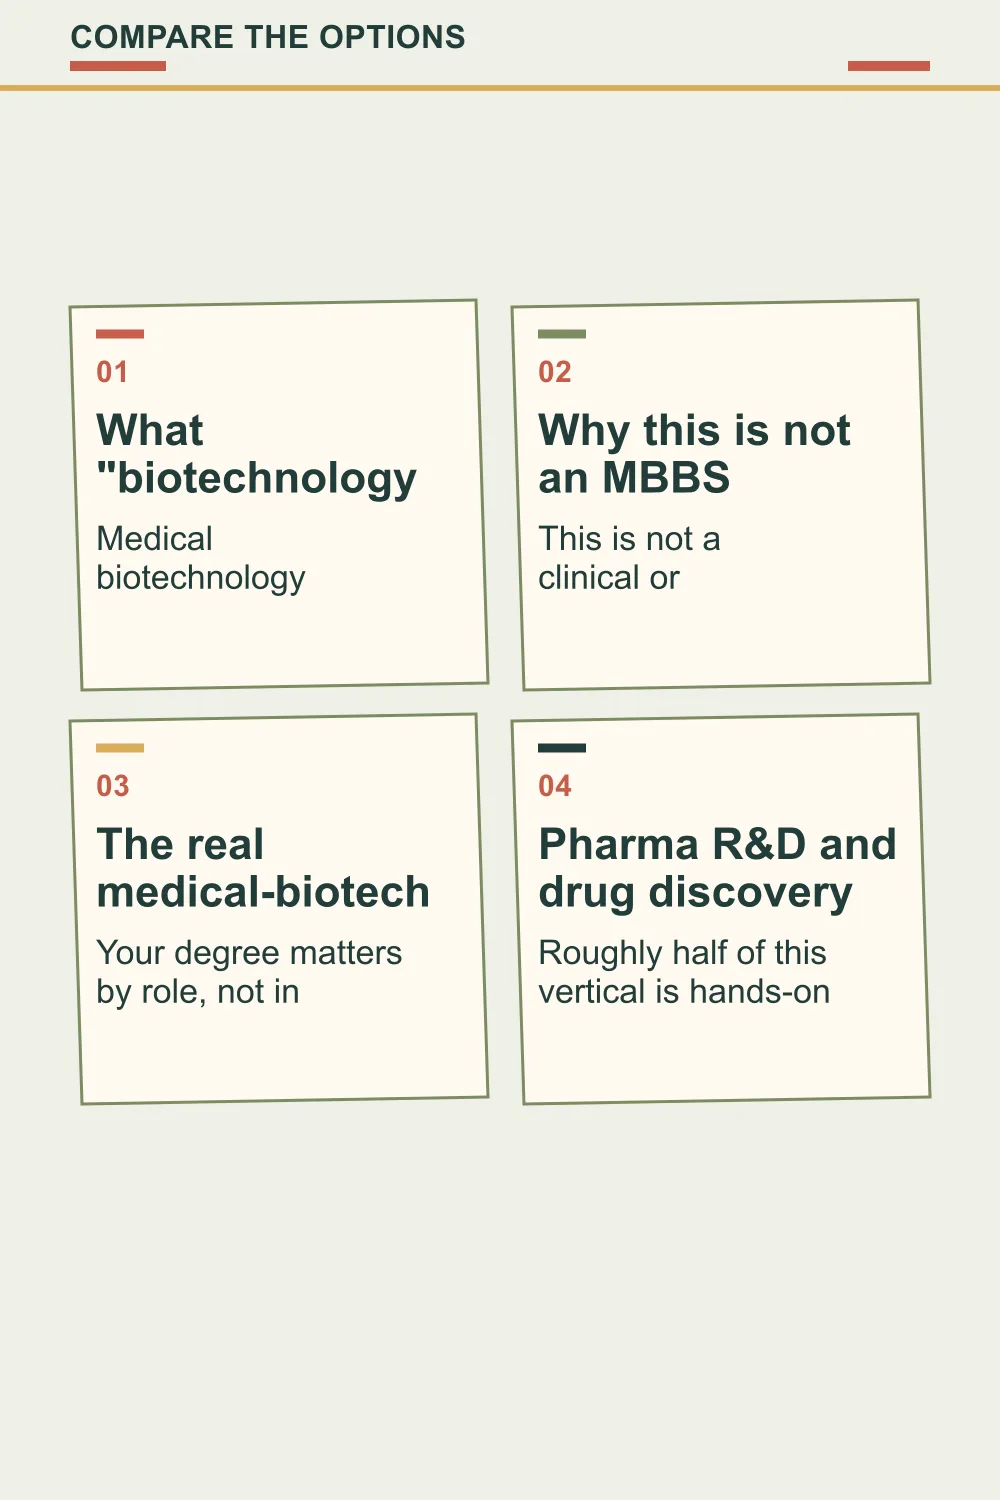 COMPARE THE OPTIONS
01
What
"biotechnology
Medical
biotechnology
02
Why this is not
an MBBS
This is not a
clinical or
03
The real
medical-biotech
Your degree matters
by role, not in
04
Pharma R&D and
drug discovery
Roughly half of this
vertical is hands-on